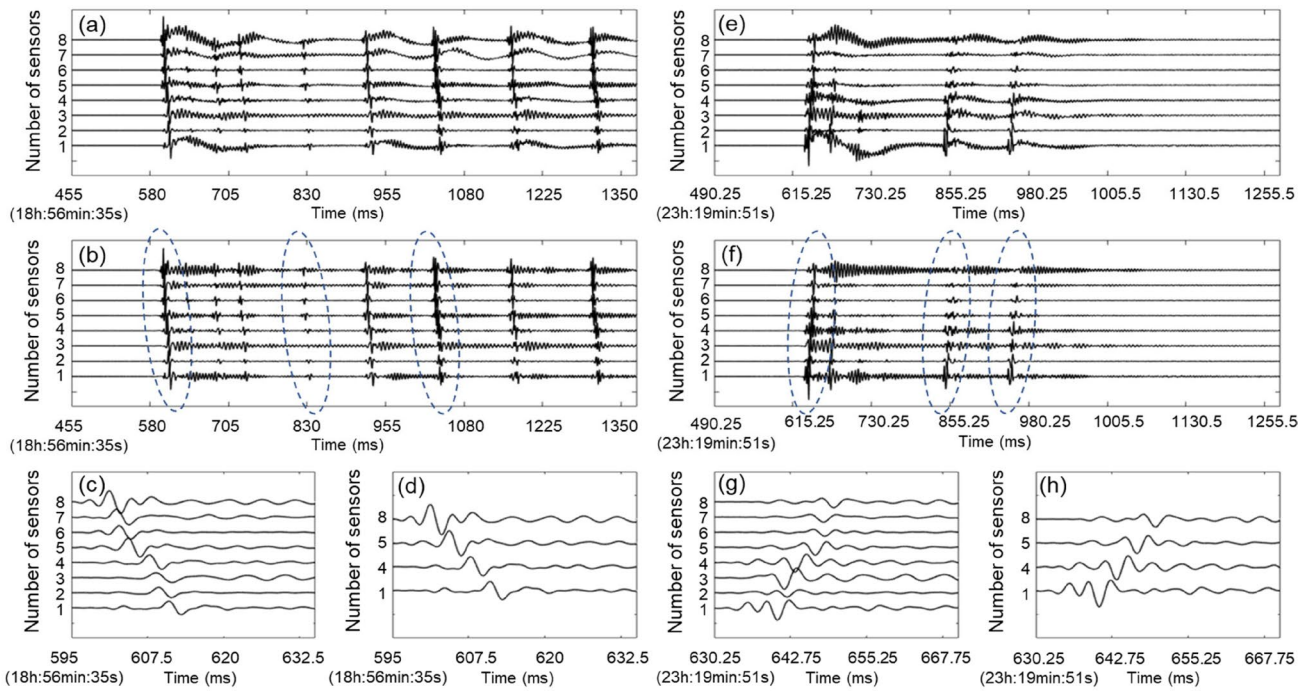 (a)
Number of sensors
8
7
6
5
4
3
2
1
455 580 705 830 955 1080 1225 1350
(18h:56min:35s) Time (ms)
(e)
Number of sensors
8
7
6
5
4
3
2
1
490.25 615.25 730.25 855.25 980.25 1005.5 1130.5 1255.5
(23h:19min:51s) Time (ms)
(b)
Number of sensors
8
7
6
5
4
3
2
1
455 580 705 830 955 1080 1225 1350
(18h:56min:35s) Time (ms)
(f)
Number of sensors
8
7
6
5
4
3
2
1
490.25 615.25 730.25 855.25 980.25 1005.5 1130.5 1255.5
(23h:19min:51s) Time (ms)
(c)
Number of sensors
8
7
6
5
4
3
2
1
595 607.5 620 632.5
(18h:56min:35s) Time (ms)
(d)
Number of sensors
8
5
4
1
595 607.5 620 632.5
(18h:56min:35s) Time (ms)
(g)
Number of sensors
8
7
6
5
4
3
2
1
630.25 642.75 655.25 667.75
(23h:19min:51s) Time (ms)
(h)
Number of sensors
8
5
4
1
630.25 642.75 655.25 667.75
(23h:19min:51s) Time (ms)